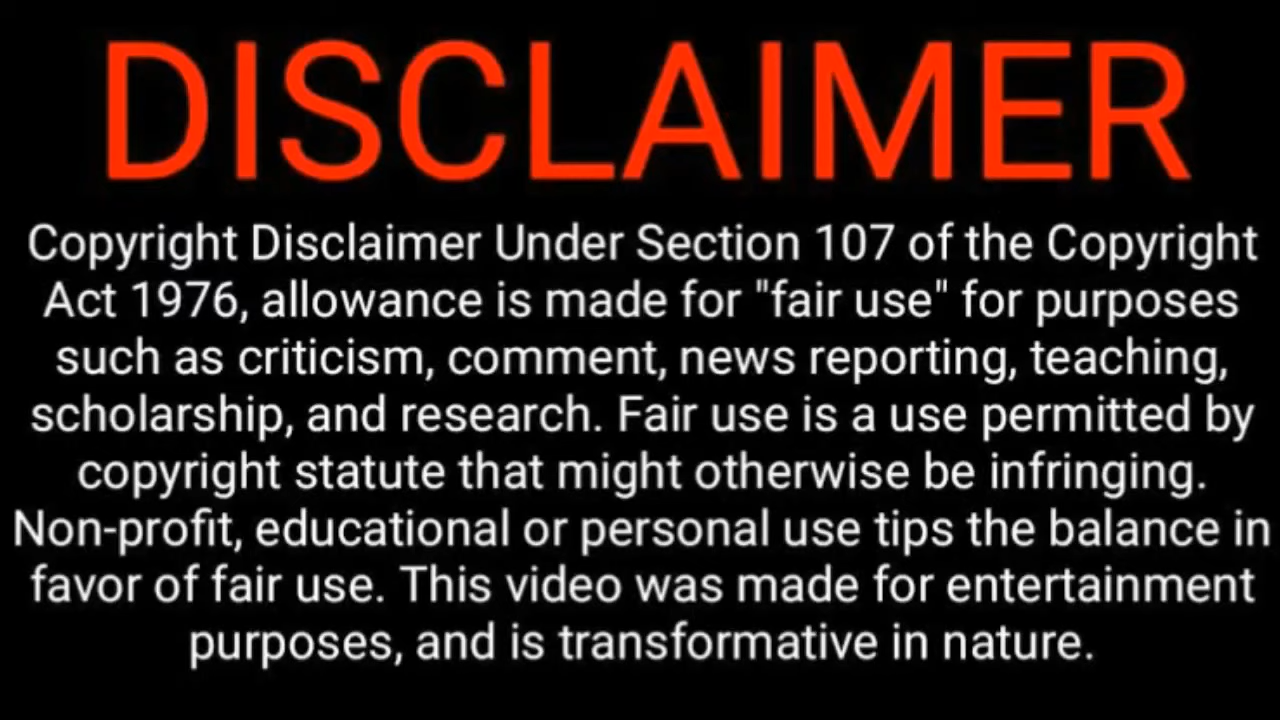 DISCLAIMER
Copyright Disclaimer Under Section 107 of the Copyright
Act 1976, allowance is made for "fair use" for purposes
such as criticism, comment, news reporting, teaching,
scholarship, and research. Fair use is a use permitted by
copyright statute that might otherwise be infringing.
Non-profit, educational or personal use tips the balance in
favor of fair use. This video was made for entertainment
purposes, and is transformative in nature.